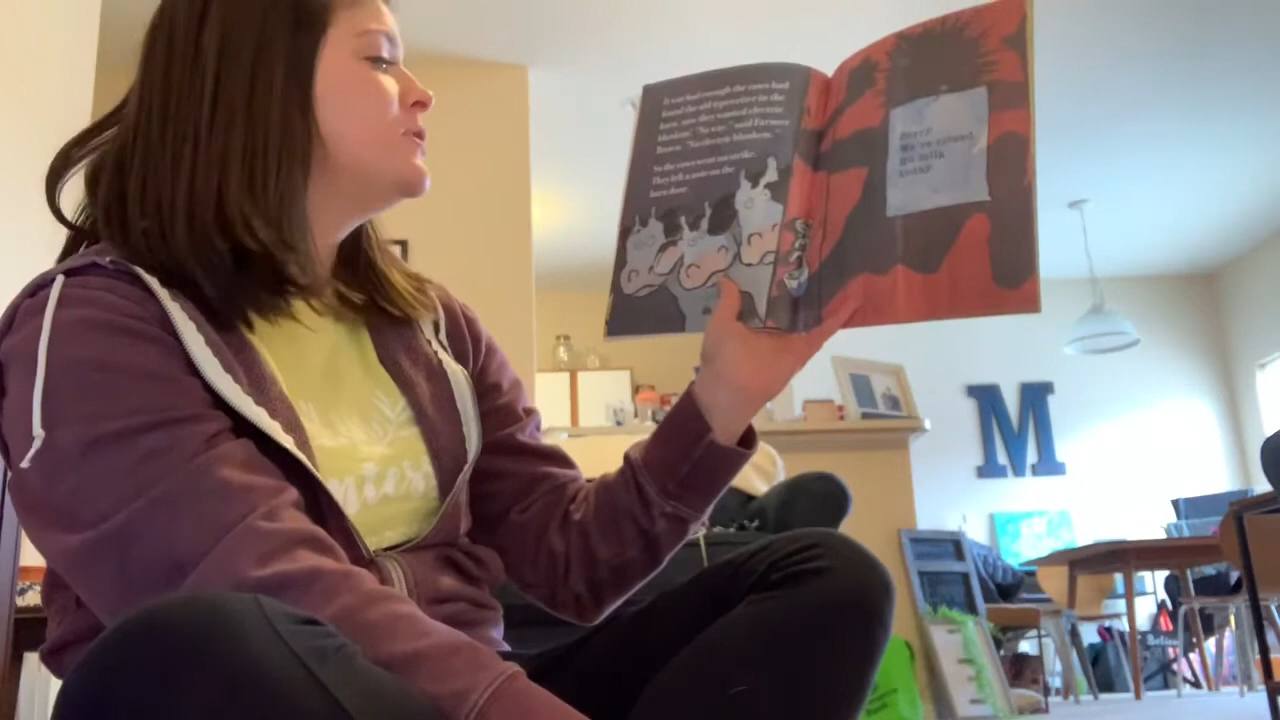 It was bad enough the cows had
found the old typewriter in the
barn, now they wanted electric
blankets! "No way," said Farmer
Brown. "No electric blankets."
So the cows went on strike.
They left a note on the
barn door.
Sorry.
We're closed.
No milk
today.
M
Believe